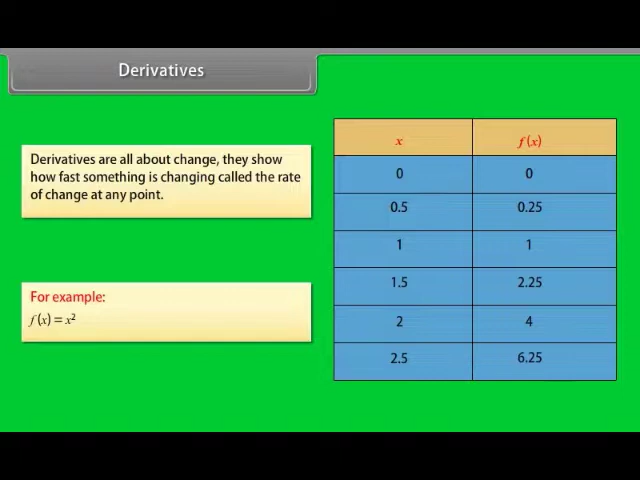 Derivatives
Derivatives are all about change, they show
how fast something is changing called the rate
of change at any point.
For example:
f (x) = x²
x f (x)
0 0
0.5 0.25
1 1
1.5 2.25
2 4
2.5 6.25